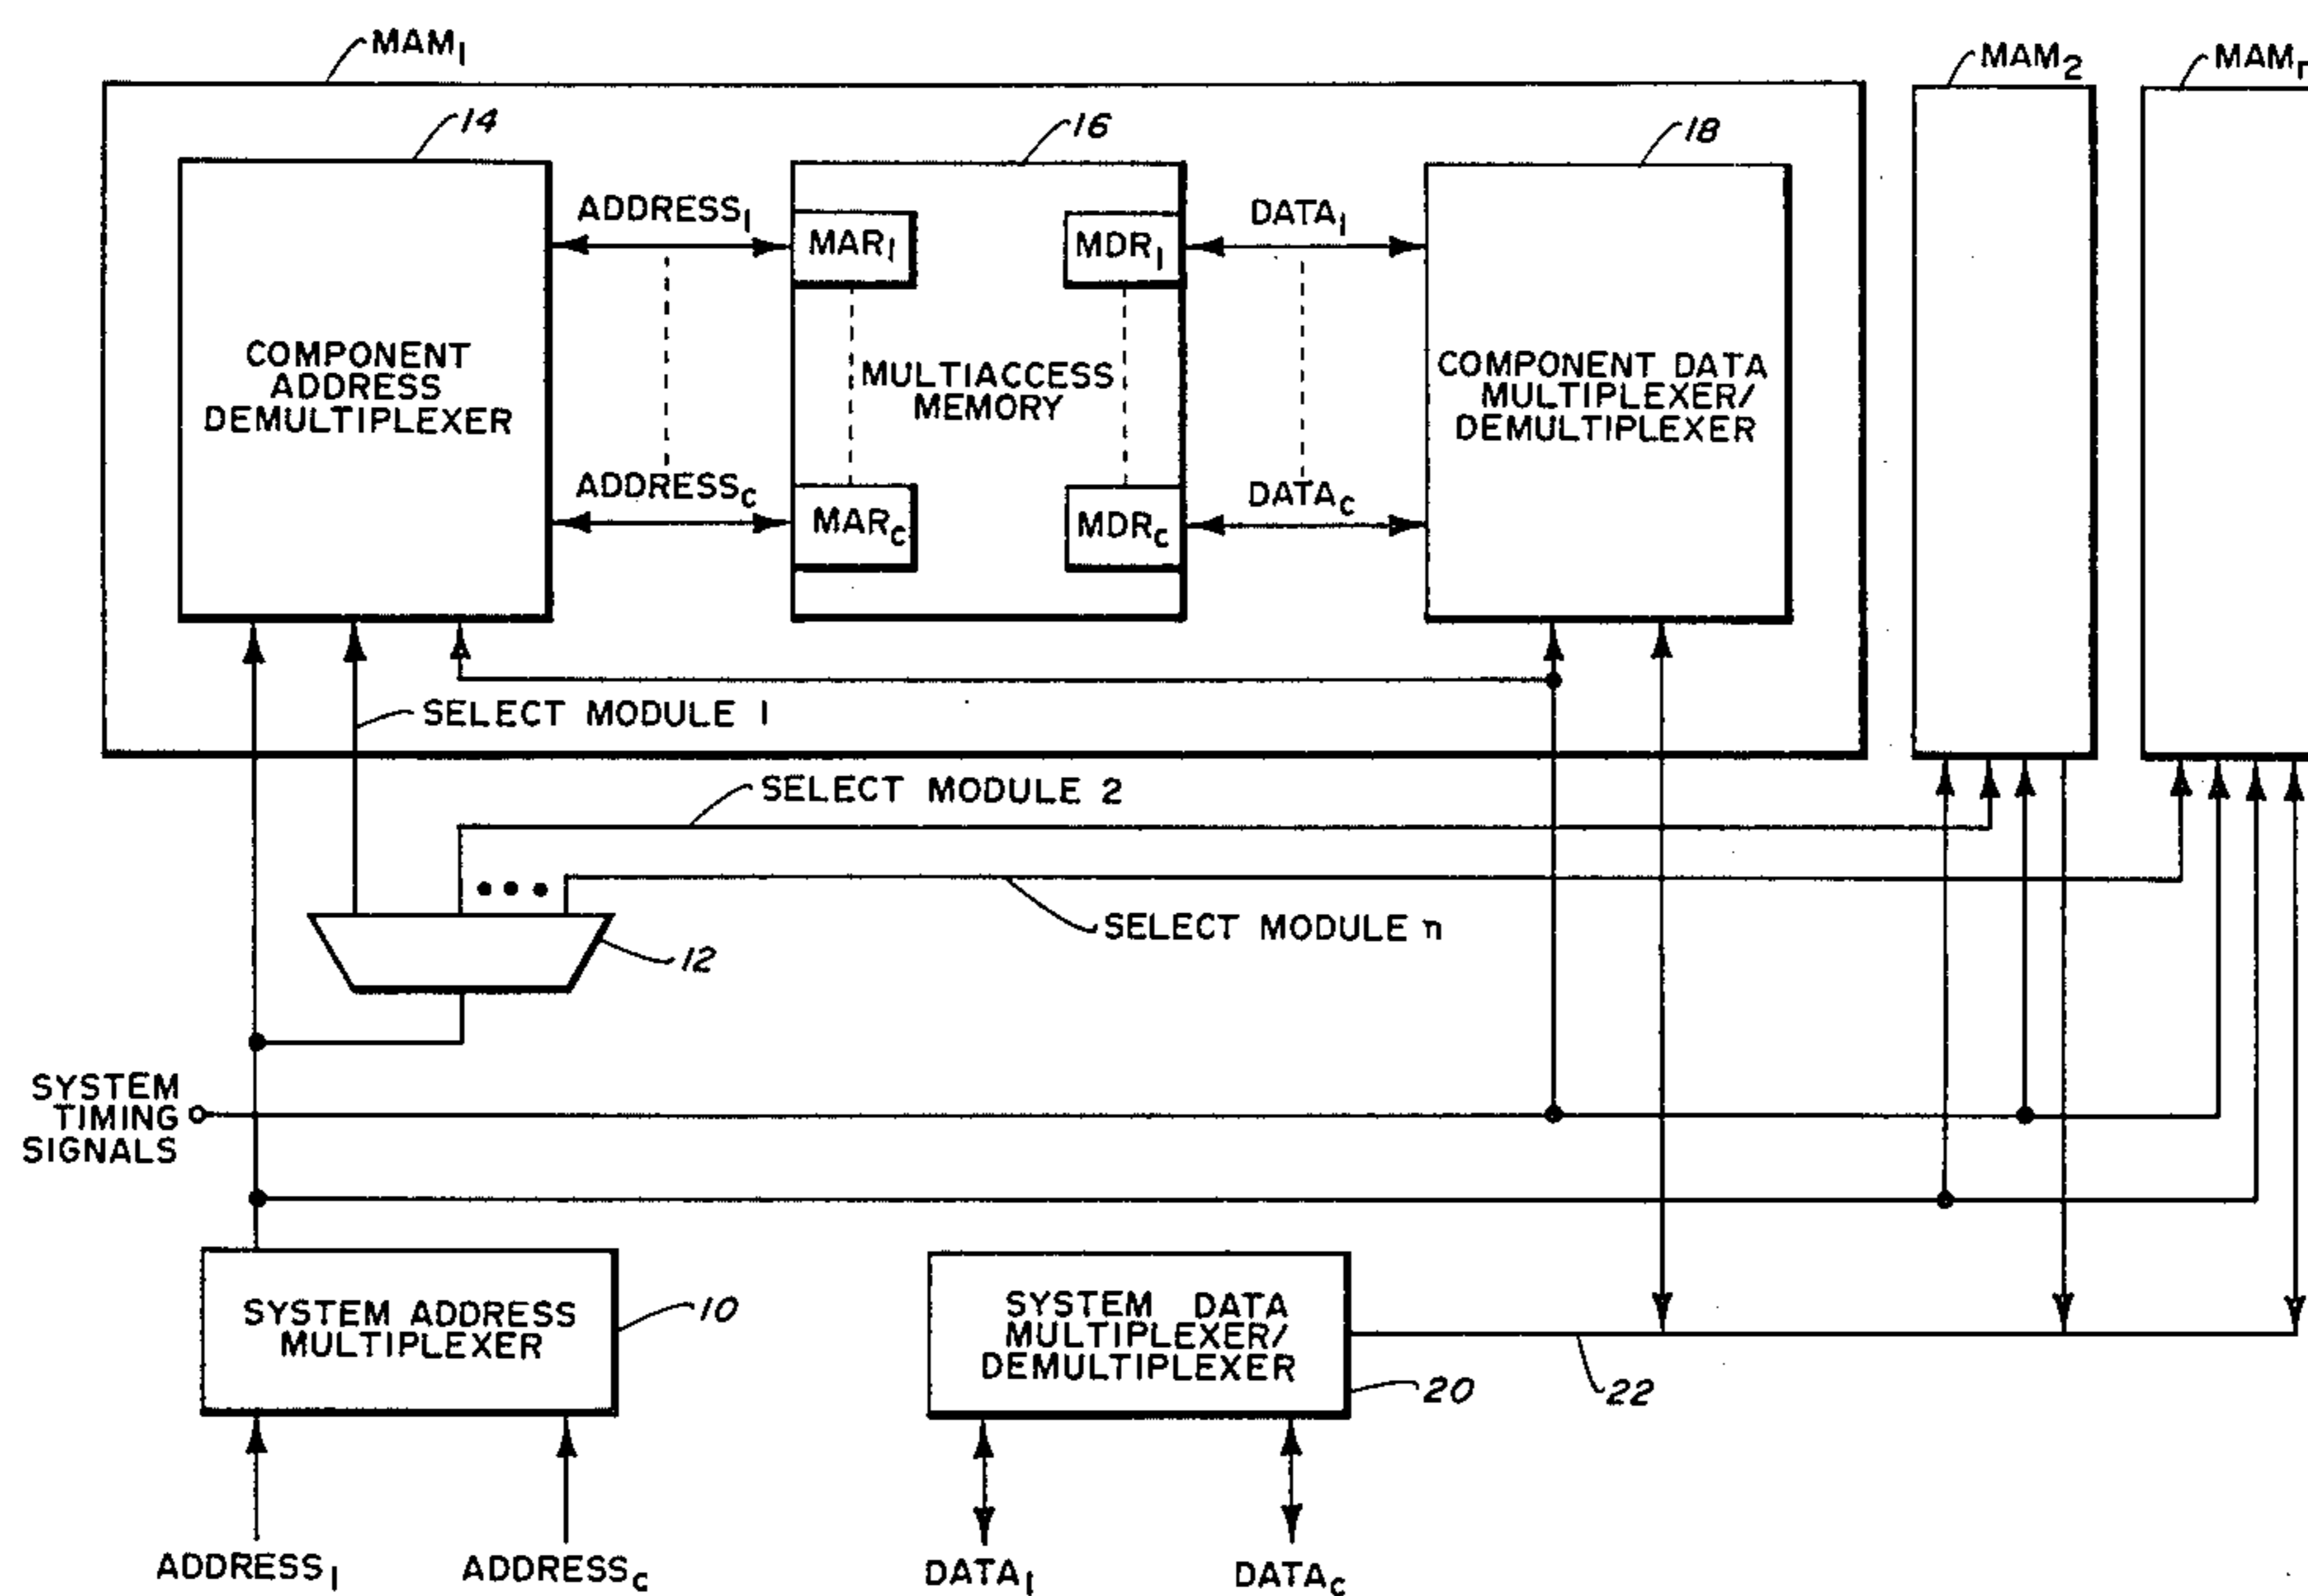 MAM1
MAM2
MAMn
14
16
18
ADDRESS1
DATA1
MAR1
MDR1
COMPONENT
ADDRESS
DEMULTIPLEXER
MULTIACCESS
MEMORY
COMPONENT DATA
MULTIPLEXER/
DEMULTIPLEXER
ADDRESSc
DATAc
MARc
MDRc
SELECT MODULE 1
SELECT MODULE 2
SELECT MODULE n
12
SYSTEM
TIMING
SIGNALS
SYSTEM ADDRESS
MULTIPLEXER
10
SYSTEM DATA
MULTIPLEXER/
DEMULTIPLEXER
20
22
ADDRESS1
ADDRESSc
DATA1
DATAc